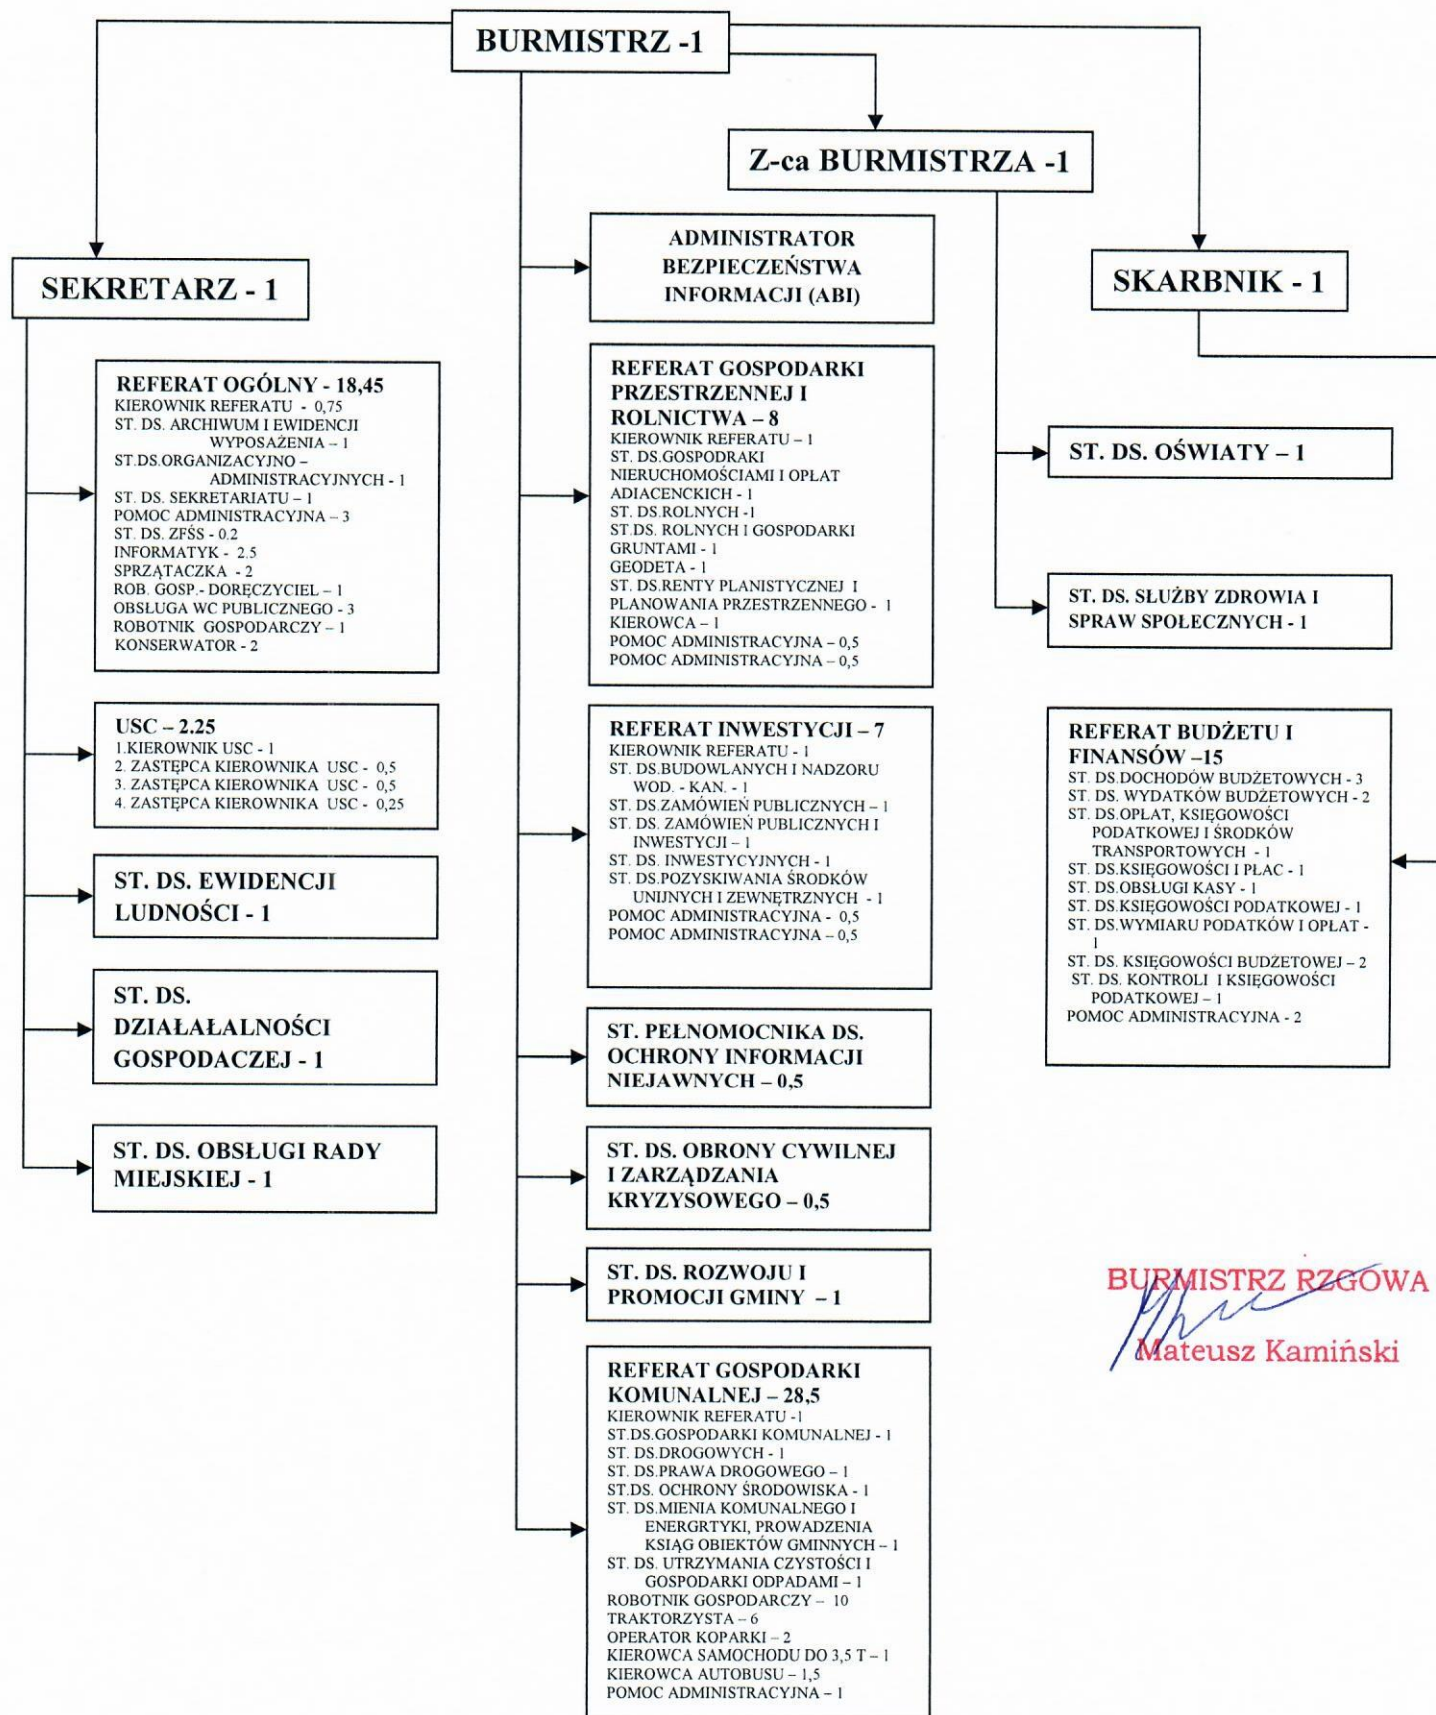 BURMISTRZ -1
Z-ca BURMISTRZA -1
SEKRETARZ - 1
SKARBNIK - 1
REFERAT OGÓLNY - 18,45
KIEROWNIK REFERATU - 0,75
ST. DS. ARCHIWUM I EWIDENCJI
WYPOSAŻENIA – 1
ST.DS.ORGANIZACYJNO –
ADMINISTRACYJNYCH - 1
ST. DS. SEKRETARIATU – 1
POMOC ADMINISTRACYJNA – 3
ST. DS. ZFŚS - 0.2
INFORMATYK - 2.5
SPRZĄTACZKA - 2
ROB. GOSP.- DORĘCZYCIEL – 1
OBSŁUGA WC PUBLICZNEGO - 3
ROBOTNIK GOSPODARCZY – 1
KONSERWATOR - 2
USC – 2.25
1.KIEROWNIK USC - 1
2. ZASTĘPCA KIEROWNIKA USC - 0,5
3. ZASTĘPCA KIEROWNIKA USC - 0,5
4. ZASTĘPCA KIEROWNIKA USC - 0,25
ST. DS. EWIDENCJI
LUDNOŚCI - 1
ST. DS.
DZIAŁAŁALNOŚCI
GOSPODACZEJ - 1
ST. DS. OBSŁUGI RADY
MIEJSKIEJ - 1
ADMINISTRATOR
BEZPIECZEŃSTWA
INFORMACJI (ABI)
REFERAT GOSPODARKI
PRZESTRZENNEJ I
ROLNICTWA – 8
KIEROWNIK REFERATU – 1
ST. DS.GOSPODRAKI
NIERUCHOMOŚCIAMI I OPŁAT
ADIACENCKICH - 1
ST. DS.ROLNYCH -1
ST.DS. ROLNYCH I GOSPODARKI
GRUNTAMI - 1
GEODETA - 1
ST. DS.RENTY PLANISTYCZNEJ I
PLANOWANIA PRZESTRZENNEGO - 1
KIEROWCA – 1
POMOC ADMINISTRACYJNA – 0,5
POMOC ADMINISTRACYJNA – 0,5
REFERAT INWESTYCJI – 7
KIEROWNIK REFERATU - 1
ST. DS.BUDOWLANYCH I NADZORU
WOD. - KAN. - 1
ST. DS.ZAMÓWIEŃ PUBLICZNYCH – 1
ST. DS. ZAMÓWIEŃ PUBLICZNYCH I
INWESTYCJI – 1
ST. DS. INWESTYCYJNYCH - 1
ST. DS.POZYSKIWANIA ŚRODKÓW
UNIJNYCH I ZEWNĘTRZNYCH - 1
POMOC ADMINISTRACYJNA - 0,5
POMOC ADMINISTRACYJNA – 0,5
ST. PEŁNOMOCNIKA DS.
OCHRONY INFORMACJI
NIEJAWNYCH – 0,5
ST. DS. OBRONY CYWILNEJ
I ZARZĄDZANIA
KRYZYSOWEGO – 0,5
ST. DS. ROZWOJU I
PROMOCJI GMINY – 1
REFERAT GOSPODARKI
KOMUNALNEJ – 28,5
KIEROWNIK REFERATU -1
ST.DS.GOSPODARKI KOMUNALNEJ - 1
ST. DS.DROGOWYCH - 1
ST. DS.PRAWA DROGOWEGO – 1
ST.DS. OCHRONY ŚRODOWISKA - 1
ST. DS.MIENIA KOMUNALNEGO I
ENERGRTYKI, PROWADZENIA
KSIĄG OBIEKTÓW GMINNYCH – 1
ST. DS. UTRZYMANIA CZYSTOŚCI I
GOSPODARKI ODPADAMI – 1
ROBOTNIK GOSPODARCZY – 10
TRAKTORZYSTA – 6
OPERATOR KOPARKI – 2
KIEROWCA SAMOCHODU DO 3,5 T – 1
KIEROWCA AUTOBUSU – 1,5
POMOC ADMINISTRACYJNA – 1
ST. DS. OŚWIATY – 1
ST. DS. SŁUŻBY ZDROWIA I
SPRAW SPOŁECZNYCH - 1
REFERAT BUDŻETU I
FINANSÓW –15
ST. DS.DOCHODÓW BUDŻETOWYCH - 3
ST. DS. WYDATKÓW BUDŻETOWYCH - 2
ST. DS.OPŁAT, KSIĘGOWOŚCI
PODATKOWEJ I ŚRODKÓW
TRANSPORTOWYCH - 1
ST. DS.KSIĘGOWOŚCI I PŁAC - 1
ST. DS.OBSŁUGI KASY - 1
ST. DS.KSIĘGOWOŚCI PODATKOWEJ - 1
ST. DS.WYMIARU PODATKÓW I OPŁAT -
1
ST. DS. KSIĘGOWOŚCI BUDŻETOWEJ – 2
ST. DS. KONTROLI I KSIĘGOWOŚCI
PODATKOWEJ – 1
POMOC ADMINISTRACYJNA - 2
BURMISTRZ RZGOWA
Mateusz Kamiński